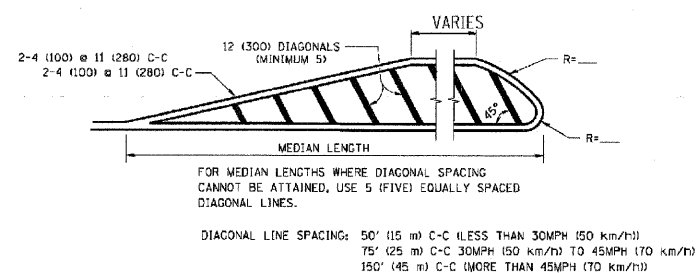 VARIES
12 (300) DIAGONALS
(MINIMUM 5)
2-4 (100) @ 11 (280) C-C
2-4 (100) @ 11 (280) C-C
R=___
45°
R=___
MEDIAN LENGTH
FOR MEDIAN LENGTHS WHERE DIAGONAL SPACING
CANNOT BE ATTAINED, USE 5 (FIVE) EQUALLY SPACED
DIAGONAL LINES.
DIAGONAL LINE SPACING: 50' (15 m) C-C (LESS THAN 30MPH (50 km/h))
75' (25 m) C-C 30MPH (50 km/h) TO 45MPH (70 km/h)
150' (45 m) C-C (MORE THAN 45MPH (70 km/h))